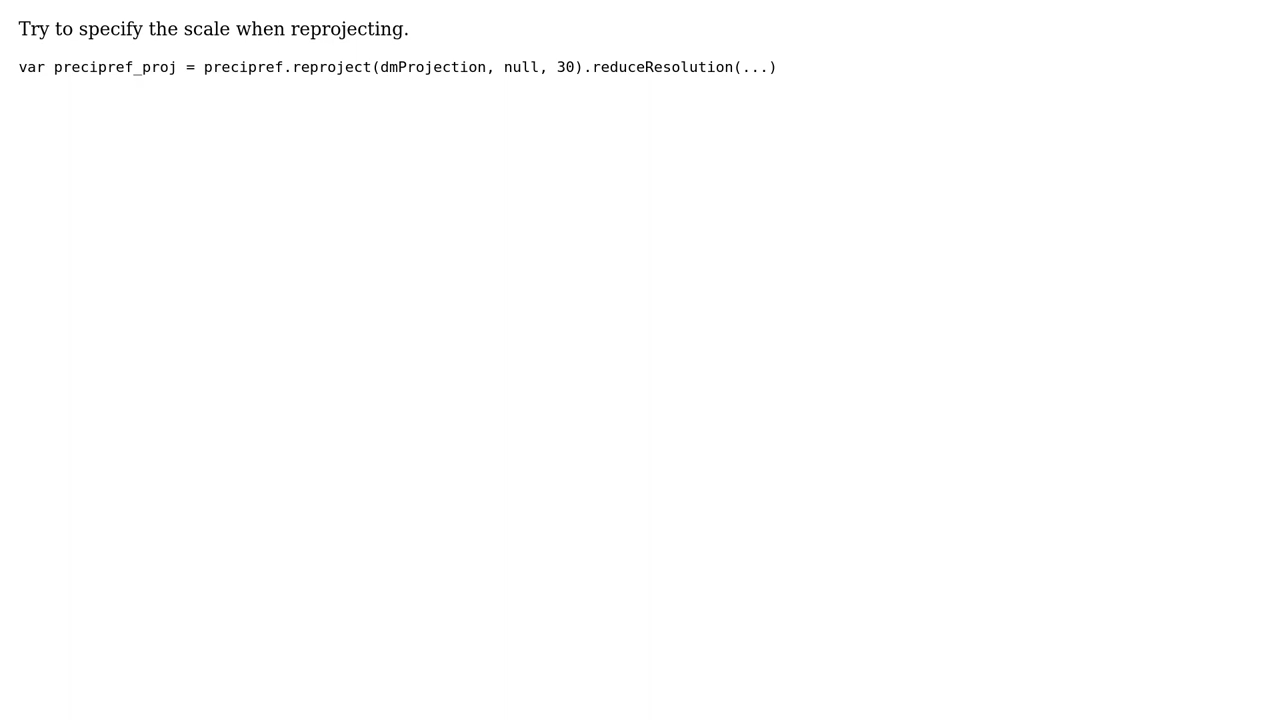 Try to specify the scale when reprojecting.
var precipref_proj = precipref.reproject(dmProjection, null, 30).reduceResolution(...)